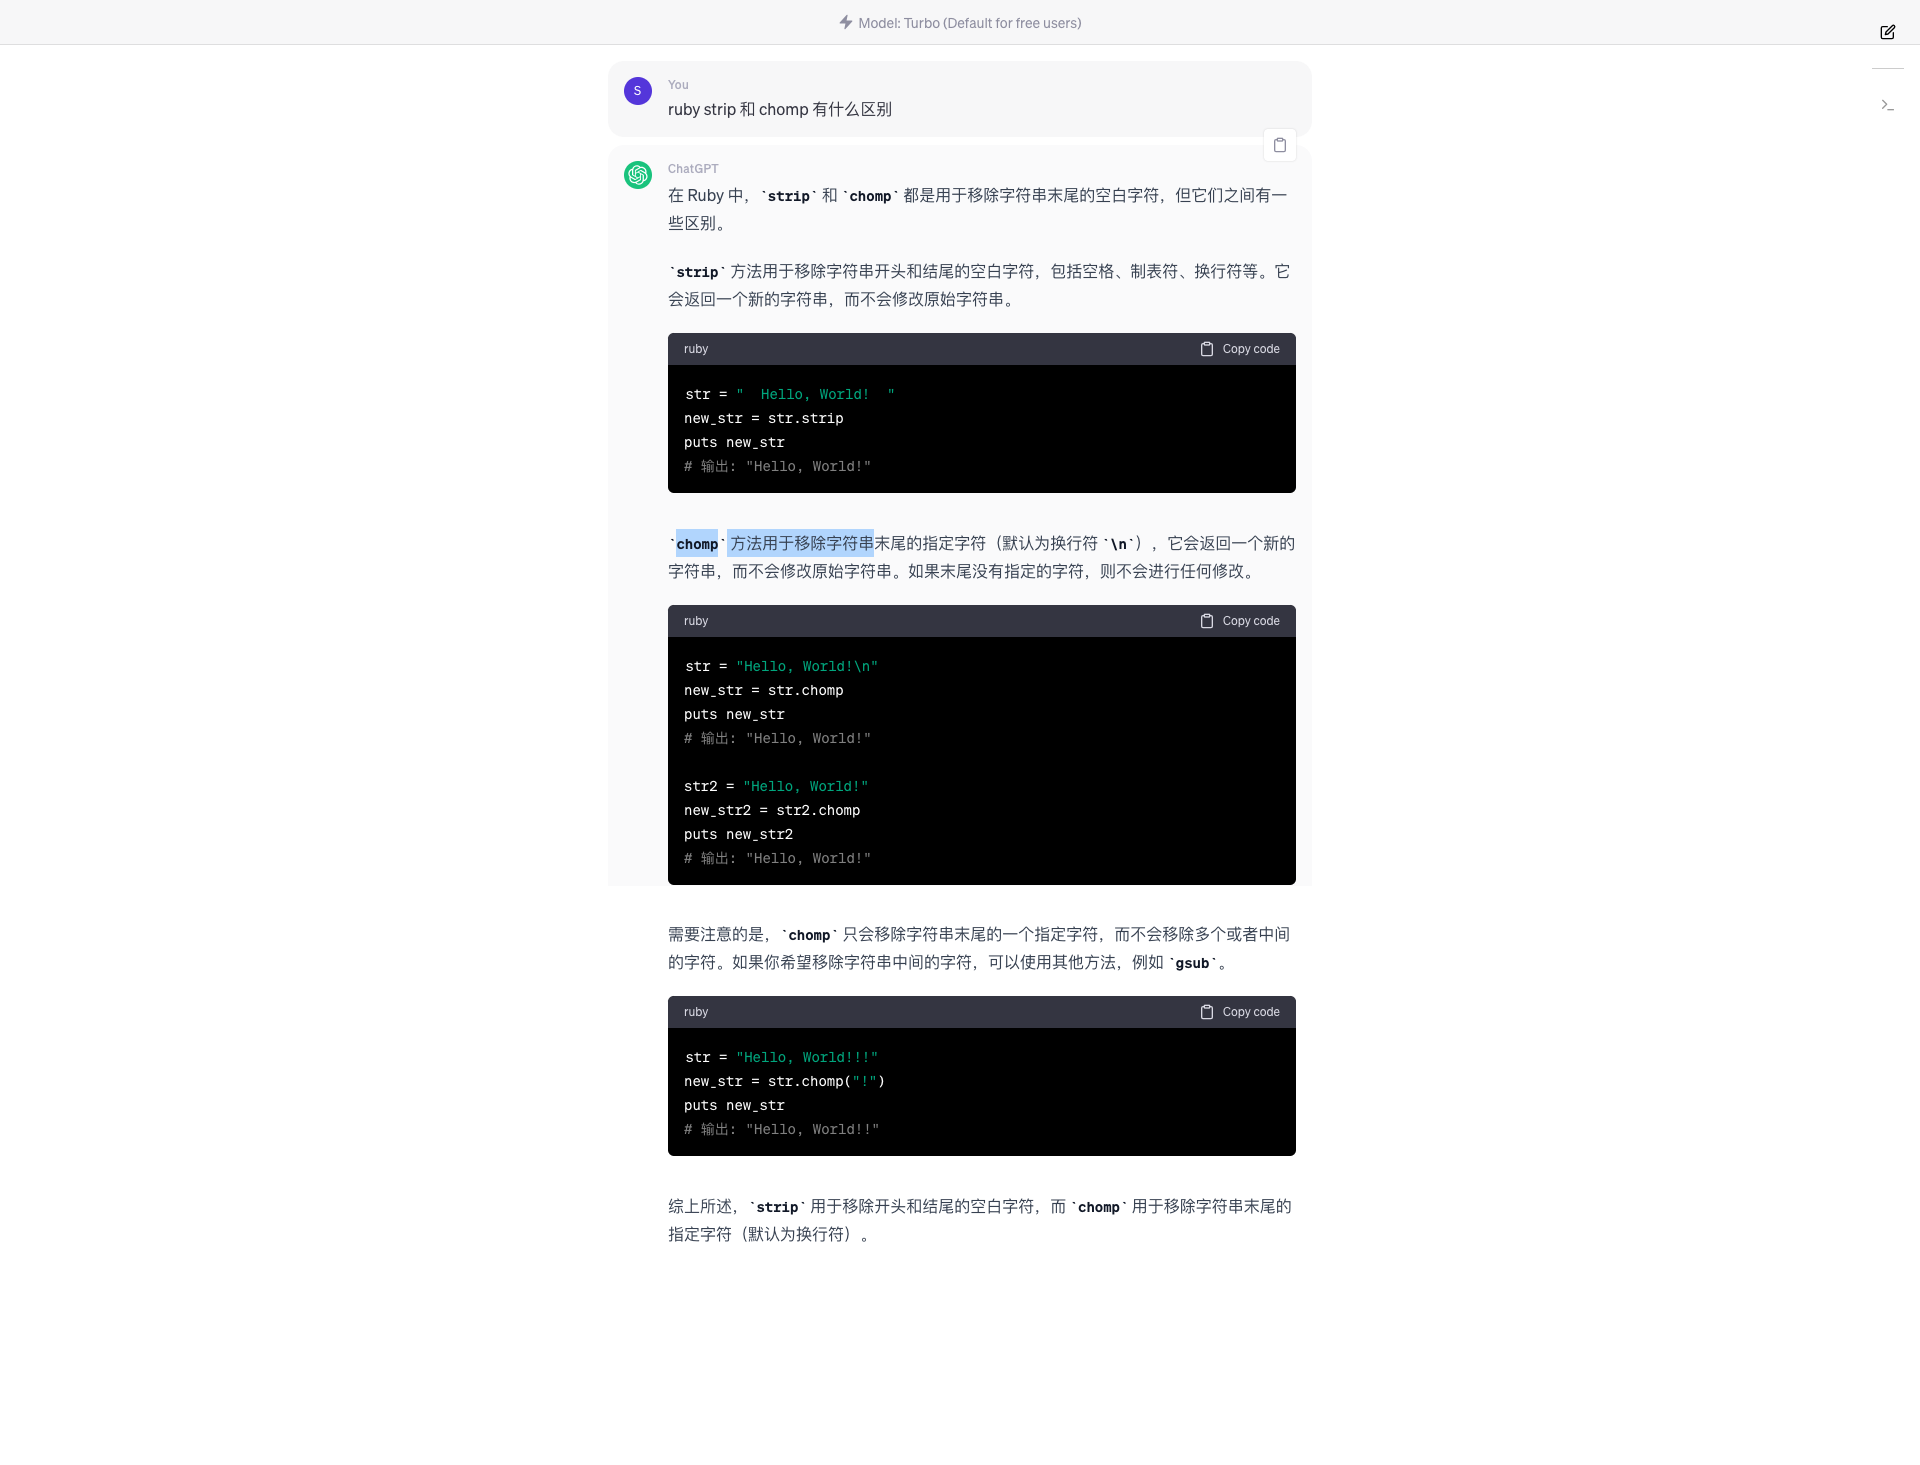 Model: Turbo (Default for free users)
S
You
ruby strip 和 chomp 有什么区别
ChatGPT
在 Ruby 中，`strip` 和 `chomp` 都是用于移除字符串末尾的空白字符，但它们之间有一
些区别。
`strip` 方法用于移除字符串开头和结尾的空白字符，包括空格、制表符、换行符等。它
会返回一个新的字符串，而不会修改原始字符串。
ruby
Copy code
str = "  Hello, World!  "
new_str = str.strip
puts new_str
# 输出: "Hello, World!"
`chomp` 方法用于移除字符串末尾的指定字符（默认为换行符 `\n`），它会返回一个新的
字符串，而不会修改原始字符串。如果末尾没有指定的字符，则不会进行任何修改。
ruby
Copy code
str = "Hello, World!\n"
new_str = str.chomp
puts new_str
# 输出: "Hello, World!"
str2 = "Hello, World!"
new_str2 = str2.chomp
puts new_str2
# 输出: "Hello, World!"
需要注意的是，`chomp` 只会移除字符串末尾的一个指定字符，而不会移除多个或者中间
的字符。如果你希望移除字符串中间的字符，可以使用其他方法，例如 `gsub`。
ruby
Copy code
str = "Hello, World!!!"
new_str = str.chomp("!")
puts new_str
# 输出: "Hello, World!!"
综上所述，`strip` 用于移除开头和结尾的空白字符，而 `chomp` 用于移除字符串末尾的
指定字符（默认为换行符）。